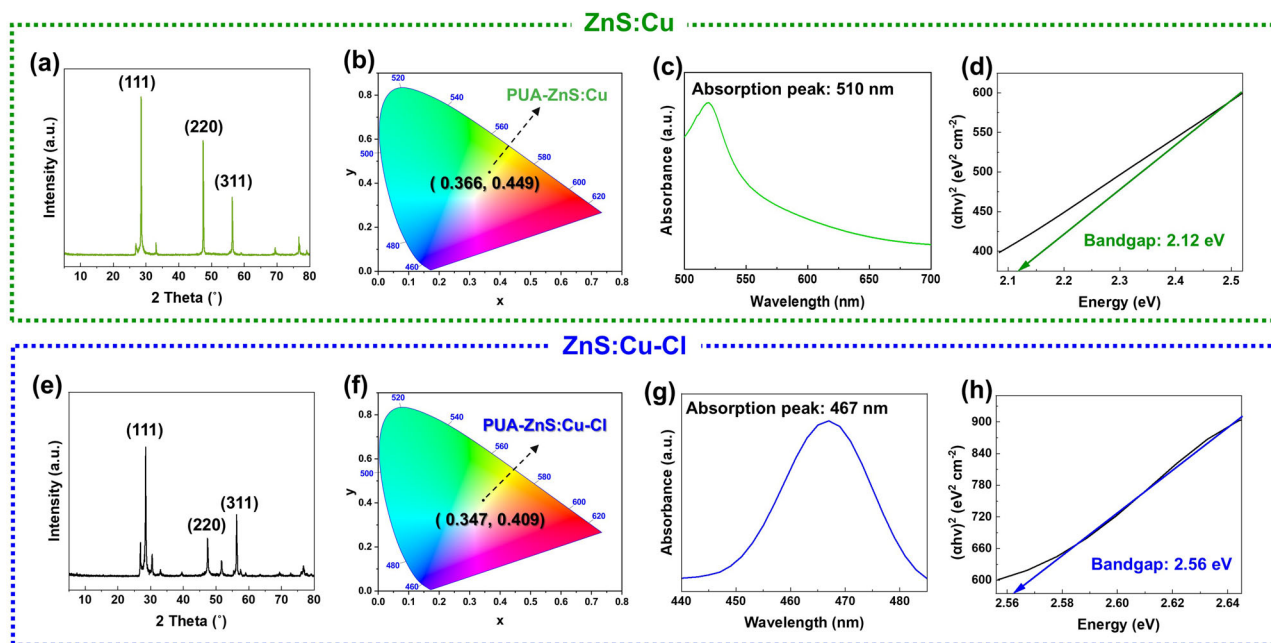 ZnS:Cu
(a)
(111)
(220)
(311)
Intensity (a.u.)
10 20 30 40 50 60 70 80
2 Theta (°)
(b)
0.8
0.6
0.4
0.2
0.0
y
520
540
560
580
600
620
500
480
460
PUA-ZnS:Cu
( 0.366, 0.449)
0.0 0.1 0.2 0.3 0.4 0.5 0.6 0.7 0.8
x
(c)
Absorption peak: 510 nm
Absorbance (a.u.)
500 550 600 650 700
Wavelength (nm)
(d)
600
550
500
450
400
(αhv)² (eV² cm⁻²)
Bandgap: 2.12 eV
2.1 2.2 2.3 2.4 2.5
Energy (eV)
ZnS:Cu-Cl
(e)
(111)
(220)
(311)
Intensity (a.u.)
10 20 30 40 50 60 70 80
2 Theta (°)
(f)
0.8
0.6
0.4
0.2
0.0
y
520
540
560
580
600
620
500
480
460
PUA-ZnS:Cu-Cl
( 0.347, 0.409)
0.0 0.1 0.2 0.3 0.4 0.5 0.6 0.7 0.8
x
(g)
Absorption peak: 467 nm
Absorbance (a.u.)
440 450 460 470 480
Wavelength (nm)
(h)
900
840
780
720
660
600
(αhv)² (eV² cm⁻²)
Bandgap: 2.56 eV
2.56 2.58 2.60 2.62 2.64
Energy (eV)